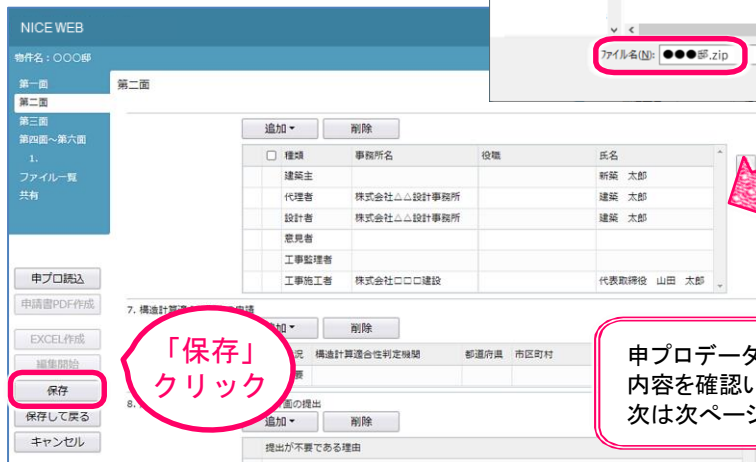 NICE WEB
物件名：〇〇〇邸
ファイル名(N): ●●●邸.zip
第一面
第二面
第三面
第四面～第六面
1.
ファイル一覧
共有
第二面
追加 削除
種類 事務所名 役職 氏名
建築主 新築 太郎
代理者 株式会社△△設計事務所 建築 太郎
設計者 株式会社△△設計事務所 建築 太郎
意見者
工事監理者
工事施工者 株式会社□□□建設 代表取締役 山田 太郎
申プロ読込
申請書PDF作成
EXCEL作成
編集開始
保存
保存して戻る
キャンセル
「保存」
クリック
7. 構造計算
申請
追加 削除
況 構造計算適合性判定機関 都道府県 市区町村
要
8.
面の提出
追加 削除
提出が不要である理由
申プロデータ
内容を確認い
次は次ページ